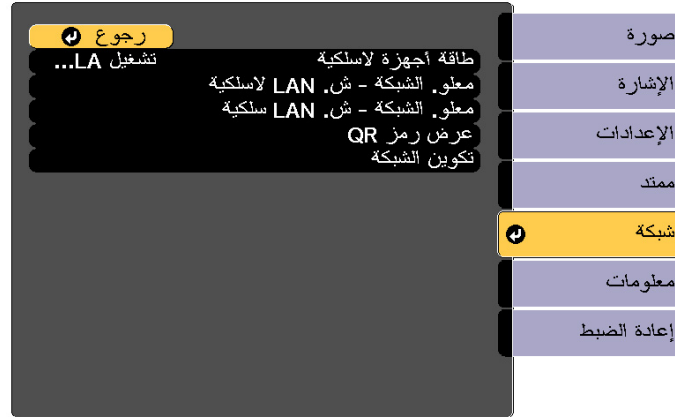 صورة
الإشارة
الإعدادات
ممتد
شبكة
معلومات
إعادة الضبط
رجوع
طاقة أجهزة لاسلكية تشغيل LA...
معلو. الشبكة - ش. LAN لاسلكية
معلو. الشبكة - ش. LAN سلكية
عرض رمز QR
تكوين الشبكة